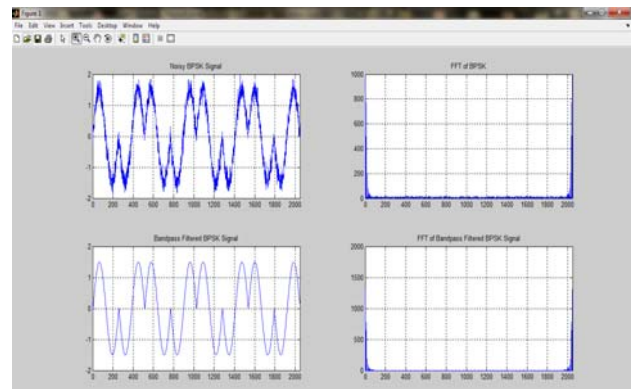 Figure 1
File Edit View Insert Tools Desktop Window Help
Noisy BPSK Signal
2
1
0
-1
-2
0 200 400 600 800 1000 1200 1400 1600 1800 2000
FFT of BPSK
1000
800
600
400
200
0
0 200 400 600 800 1000 1200 1400 1600 1800 2000
Bandpass Filtered BPSK Signal
2
1
0
-1
-2
0 200 400 600 800 1000 1200 1400 1600 1800 2000
FFT of Bandpass Filtered BPSK Signal
2000
1500
1000
500
0
0 200 400 600 800 1000 1200 1400 1600 1800 2000